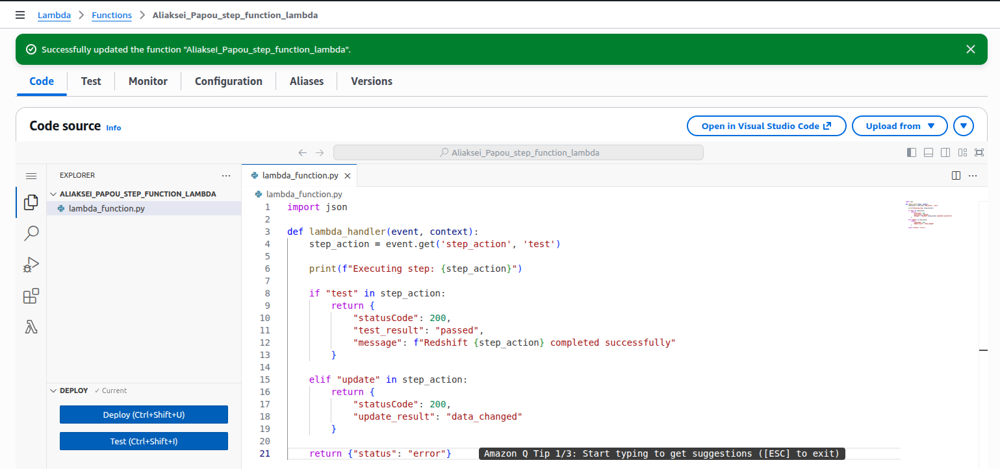 Lambda > Functions > Aliaksei_Papou_step_function_lambda
Successfully updated the function "Aliaksei_Papou_step_function_lambda".
Code Test Monitor Configuration Aliases Versions
Code source Info
Open in Visual Studio Code Upload from
Aliaksei_Papou_step_function_lambda
EXPLORER
ALIAKSEI_PAPOU_STEP_FUNCTION_LAMBDA
lambda_function.py
DEPLOY ✓ Current
Deploy (Ctrl+Shift+U)
Test (Ctrl+Shift+I)
lambda_function.py
lambda_function.py
1 import json
2
3 def lambda_handler(event, context):
4     step_action = event.get('step_action', 'test')
5
6     print(f"Executing step: {step_action}")
7
8     if "test" in step_action:
9         return {
10             "statusCode": 200,
11             "test_result": "passed",
12             "message": f"Redshift {step_action} completed successfully"
13         }
14
15     elif "update" in step_action:
16         return {
17             "statusCode": 200,
18             "update_result": "data_changed"
19         }
20
21     return {"status": "error"} Amazon Q Tip 1/3: Start typing to get suggestions ([ESC] to exit)